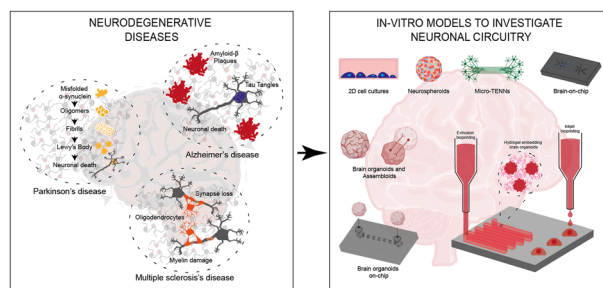 NEURODEGENERATIVE
DISEASES
Misfolded
α-synuclein
Oligomers
Fibrills
Lewy's Body
Neuronal death
Parkinson's disease
Amyloid-β
Plaques
Tau Tangles
Neuronal death
Alzheimer's disease
Synapse loss
Oligodendrocytes
Myelin damage
Multiple sclerosis's disease
IN-VITRO MODELS TO INVESTIGATE
NEURONAL CIRCUITRY
2D cell cultures
Neurospheroids
Micro-TENNs
Brain-on-chip
Brain organoids and
Assembloids
Extrusion
bioprinting
Hydrogel embedding
brain organoids
Inkjet
bioprinting
Brain organoids
on-chip